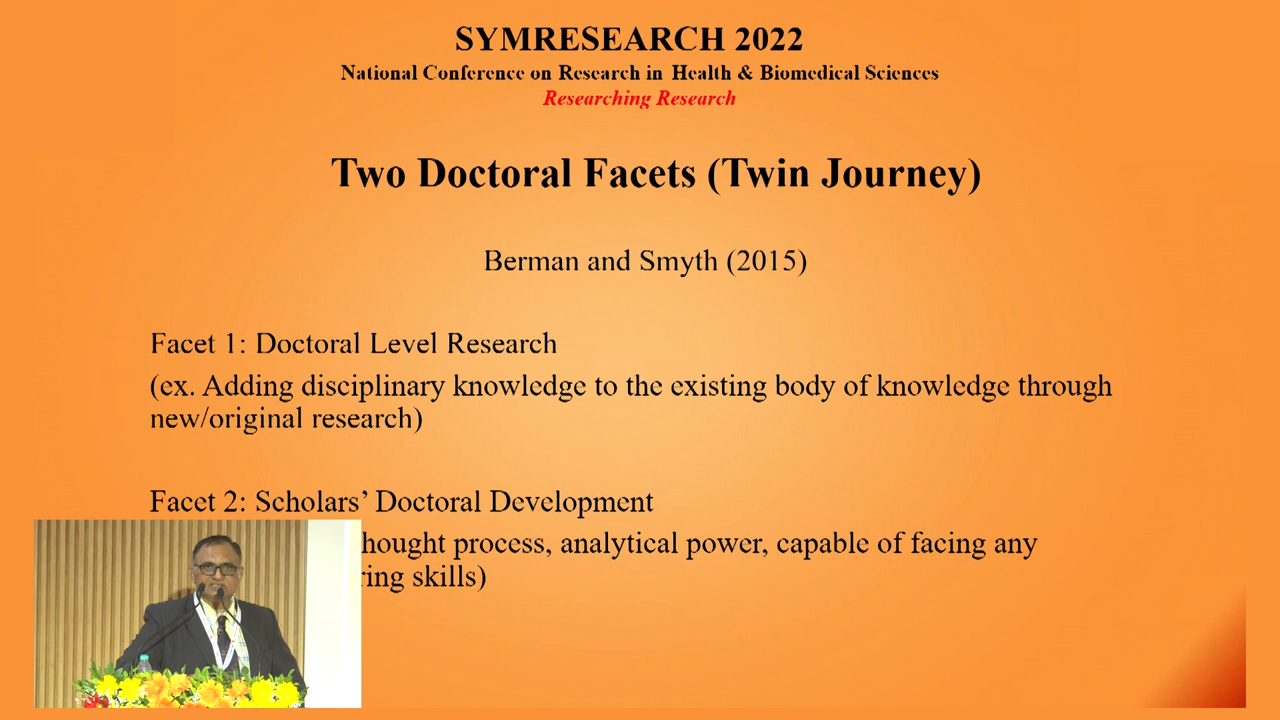 SYMRESEARCH 2022
National Conference on Research in Health & Biomedical Sciences
Researching Research
Two Doctoral Facets (Twin Journey)
Berman and Smyth (2015)
Facet 1: Doctoral Level Research
(ex. Adding disciplinary knowledge to the existing body of knowledge through
new/original research)
Facet 2: Scholars’ Doctoral Development
process, analytical power, capable of facing any
skills)